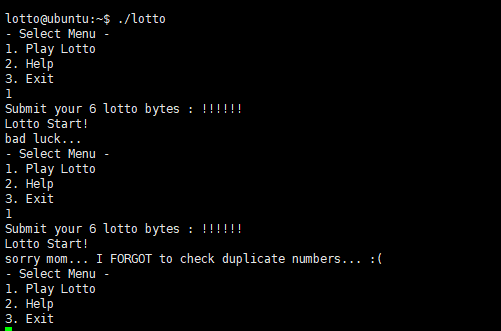 lotto@ubuntu:~$ ./lotto
- Select Menu -
1. Play Lotto
2. Help
3. Exit
1
Submit your 6 lotto bytes : !!!!!!
Lotto Start!
bad luck...
- Select Menu -
1. Play Lotto
2. Help
3. Exit
1
Submit your 6 lotto bytes : !!!!!!
Lotto Start!
sorry mom... I FORGOT to check duplicate numbers... :(
- Select Menu -
1. Play Lotto
2. Help
3. Exit